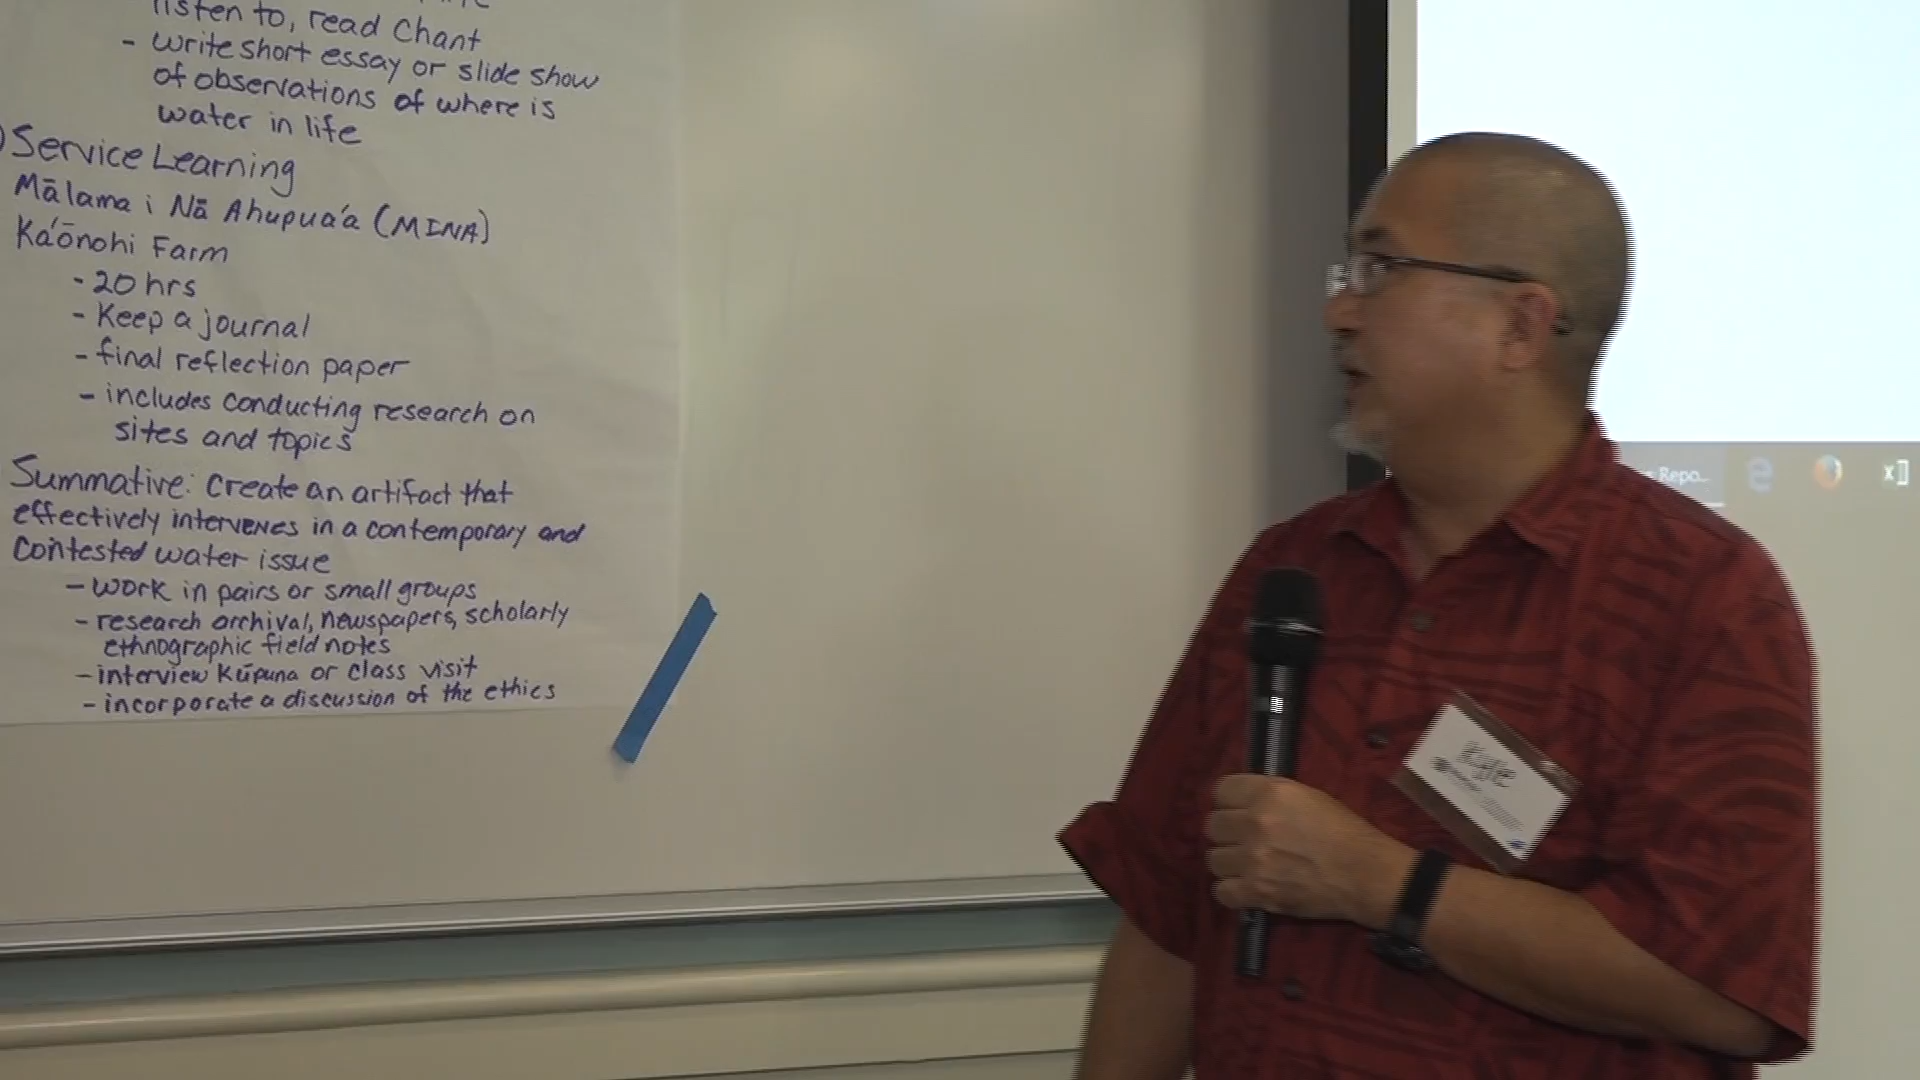 listen to, read Chant
- write short essay or slide show
of observations of where is
water in life
Service Learning
Mālama i Nā Ahupua'a (MINA)
Ka'ōnohi Farm
- 20 hrs
- Keep a journal
- final reflection paper
- includes conducting research on
sites and topics
Summative: create an artifact that
effectively intervenes in a contemporary and
contested water issue
- work in pairs or small groups
- research archival, newspapers, scholarly
ethnographic field notes
- interview Kūpuna or class visit
- incorporate a discussion of the ethics
Repo...
Kyle